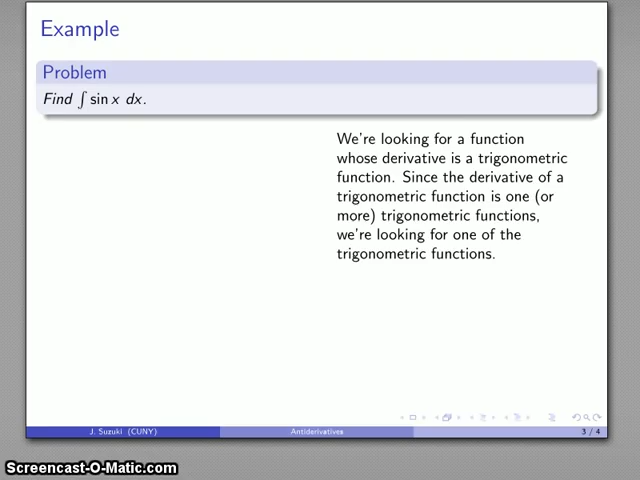 Example
Problem
Find ∫ sin x dx.
We're looking for a function
whose derivative is a trigonometric
function. Since the derivative of a
trigonometric function is one (or
more) trigonometric functions,
we're looking for one of the
trigonometric functions.
J. Suzuki (CUNY) Antiderivatives 3 / 4
Screencast-O-Matic.com